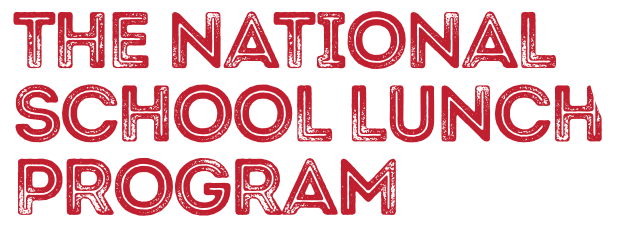 THE NATIONAL
SCHOOL LUNCH
PROGRAM